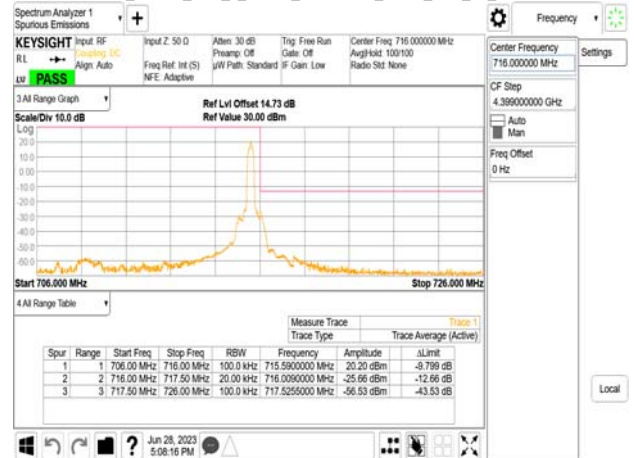 Spectrum Analyzer 1
Spurious Emissions
+
Frequency
KEYSIGHT
RL
LV PASS
Input: RF
Coupling: DC
Align: Auto
Input Z: 50 Ω
Freq Ref: Int (S)
NFE: Adaptive
Atten: 30 dB
Preamp: Off
µW Path: Standard
Trig: Free Run
Gate: Off
IF Gain: Low
Center Freq: 716.000000 MHz
Avg|Hold: 100/100
Radio Std: None
Center Frequency
716.000000 MHz
Settings
CF Step
4.399000000 GHz
Auto
Man
Freq Offset
0 Hz
Local
3 All Range Graph
Scale/Div 10.0 dB
Ref Lvl Offset 14.73 dB
Ref Value 30.00 dBm
Log
20.0
10.0
0.00
-10.0
-20.0
-30.0
-40.0
-50.0
-60.0
Start 706.000 MHz
Stop 726.000 MHz
4 All Range Table
Measure Trace Trace 1
Trace Type Trace Average (Active)
Spur Range Start Freq Stop Freq RBW Frequency Amplitude ΔLimit
1 1 706.00 MHz 716.00 MHz 100.0 kHz 715.5900000 MHz 20.20 dBm -9.799 dB
2 2 716.00 MHz 717.50 MHz 20.00 kHz 716.0090000 MHz -25.66 dBm -12.66 dB
3 3 717.50 MHz 726.00 MHz 100.0 kHz 717.5255000 MHz -56.53 dBm -43.53 dB
?
Jun 28, 2023
5:08:16 PM